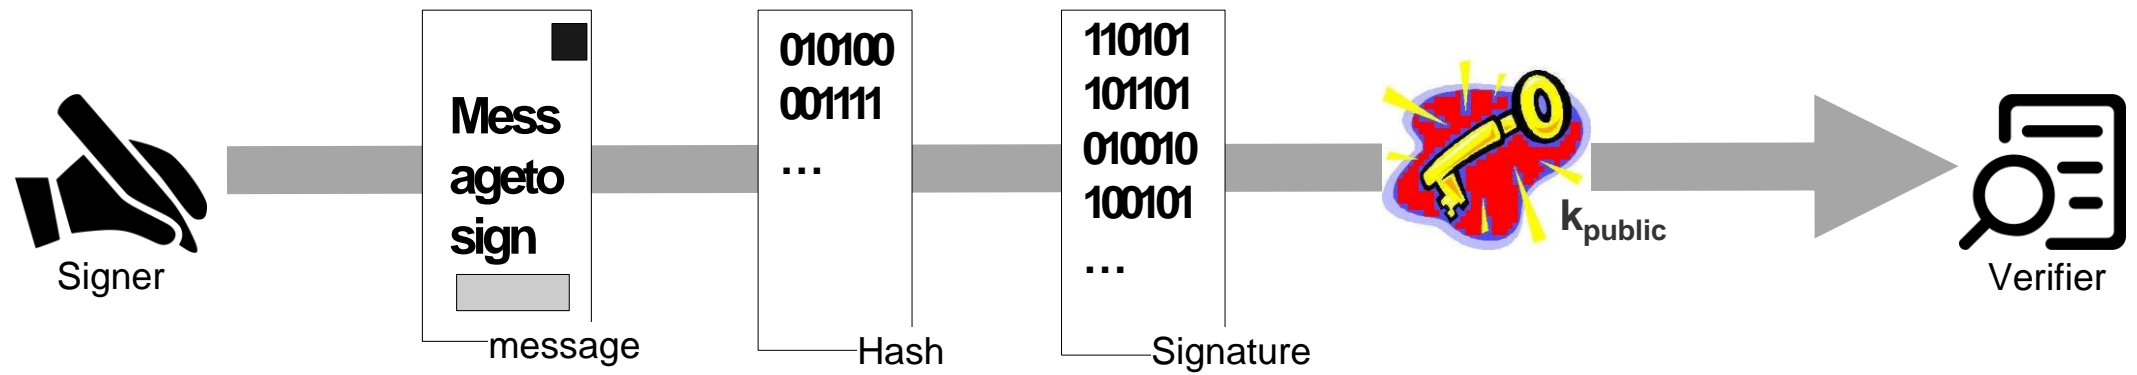 Signer
Mess
ageto
sign
message
010100
001111
...
Hash
110101
101101
010010
100101
...
Signature
kpublic
Verifier